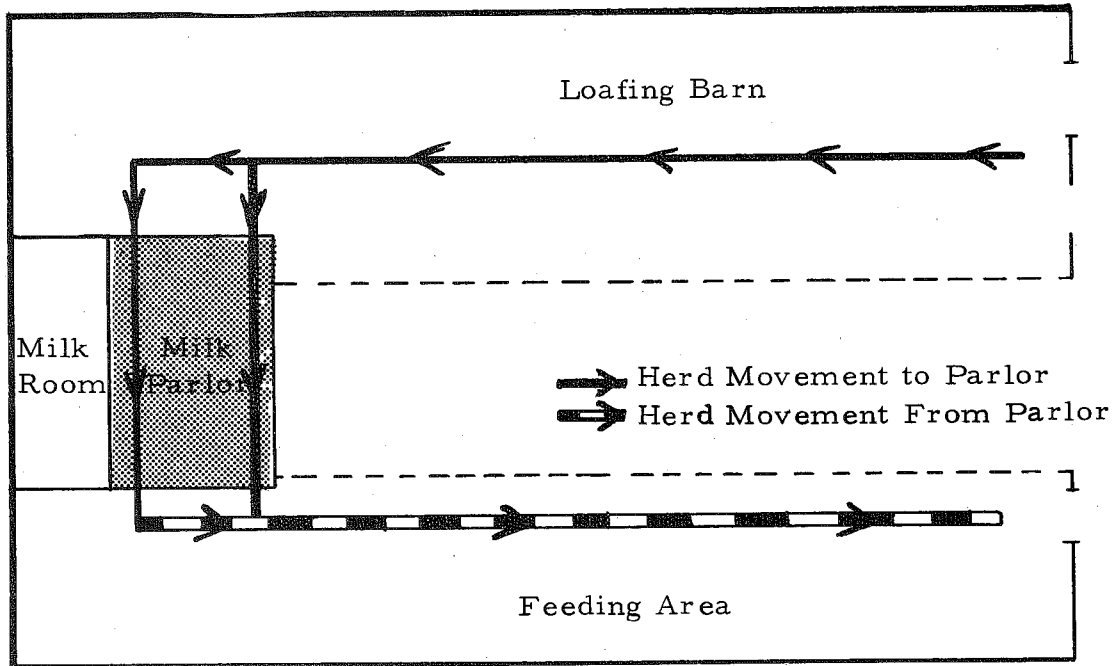 Loafing Barn
Milk
Room
Milk
Parlor
Herd Movement to Parlor
Herd Movement From Parlor
Feeding Area